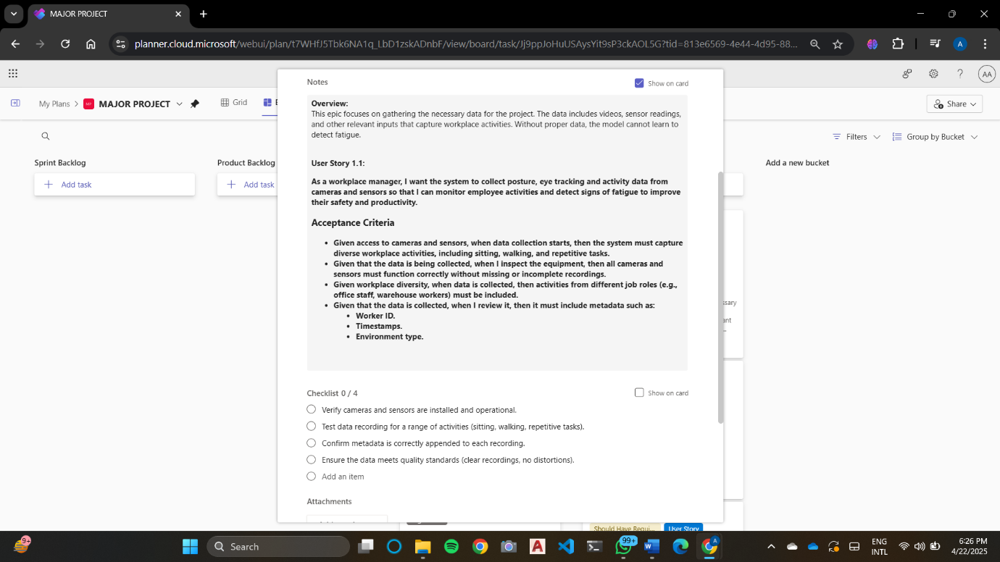 MAJOR PROJECT
planner.cloud.microsoft/webui/plan/t7WHfJ5Tbk6NA1q_LbD1zskADnbF/view/board/task/Jj9ppJoHuUSAysYit9sP3ckAOL5G?tid=813e6569-4e44-4d95-88...
A
AA
My Plans > MP MAJOR PROJECT
Grid
Share
Filters
Group by Bucket
Sprint Backlog
Product Backlog
Add a new bucket
Add task
Add task
Notes
Show on card
Overview:
This epic focuses on gathering the necessary data for the project. The data includes videos, sensor readings,
and other relevant inputs that capture workplace activities. Without proper data, the model cannot learn to
detect fatigue.
User Story 1.1:
As a workplace manager, I want the system to collect posture, eye tracking and activity data from
cameras and sensors so that I can monitor employee activities and detect signs of fatigue to improve
their safety and productivity.
Acceptance Criteria
• Given access to cameras and sensors, when data collection starts, then the system must capture
diverse workplace activities, including sitting, walking, and repetitive tasks.
• Given that the data is being collected, when I inspect the equipment, then all cameras and
sensors must function correctly without missing or incomplete recordings.
• Given workplace diversity, when data is collected, then activities from different job roles (e.g.,
office staff, warehouse workers) must be included.
• Given that the data is collected, when I review it, then it must include metadata such as:
• Worker ID.
• Timestamps.
• Environment type.
Checklist 0 / 4
Show on card
Verify cameras and sensors are installed and operational.
Test data recording for a range of activities (sitting, walking, repetitive tasks).
Confirm metadata is correctly appended to each recording.
Ensure the data meets quality standards (clear recordings, no distortions).
Add an item
Attachments
ssary
ant
..
Should Have Requi...
User Story
9+
Search
99+
A
ENG
INTL
6:26 PM
4/22/2025